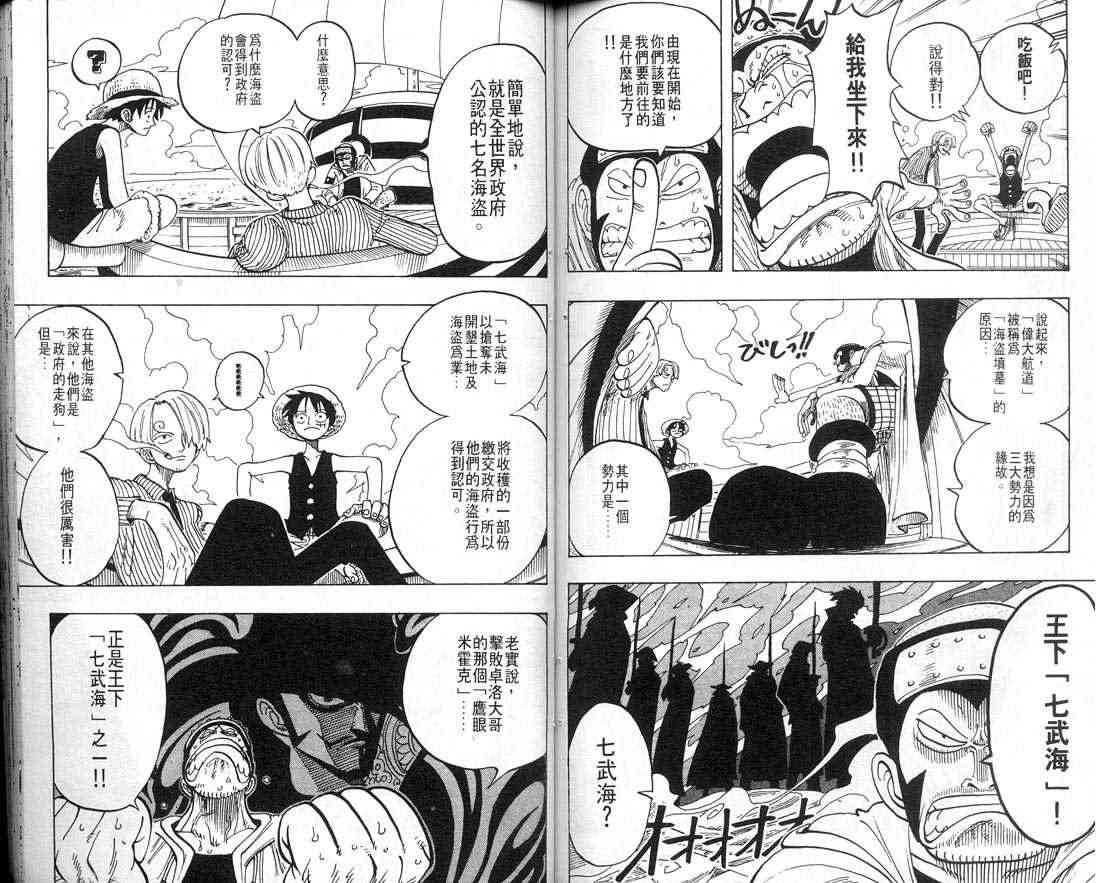 吃飯吧！
說得對!!
給我坐下來!!
ぬーん！
由現在開始，
你們該要知道
我們要前往的
是什麼地方了
!!
說起來，
「偉大航道」
被稱爲
「海盜墳墓」的
原因…
我想是因爲
三大勢力的
緣故。
びしっ!!
其中一個
勢力是……
王下「七武海」！
七武海？
オオオオ
簡單地說，
就是全世界政府
公認的七名海盜。
什麼意思？
爲什麼海盜
會得到政府
的認可？
？
「七武海」
以搶奪未
開墾土地及
海盜爲業…
將收穫的一部份
繳交政府，所以
他們的海盜行爲
得到認可。
………
在其他海盜
來說，他們是
「政府的走狗」，
但是…
他們很厲害!!
老實說，
擊敗卓洛大哥
的那個「鷹眼
米霍克」……
正是王下
「七武海」之一!!